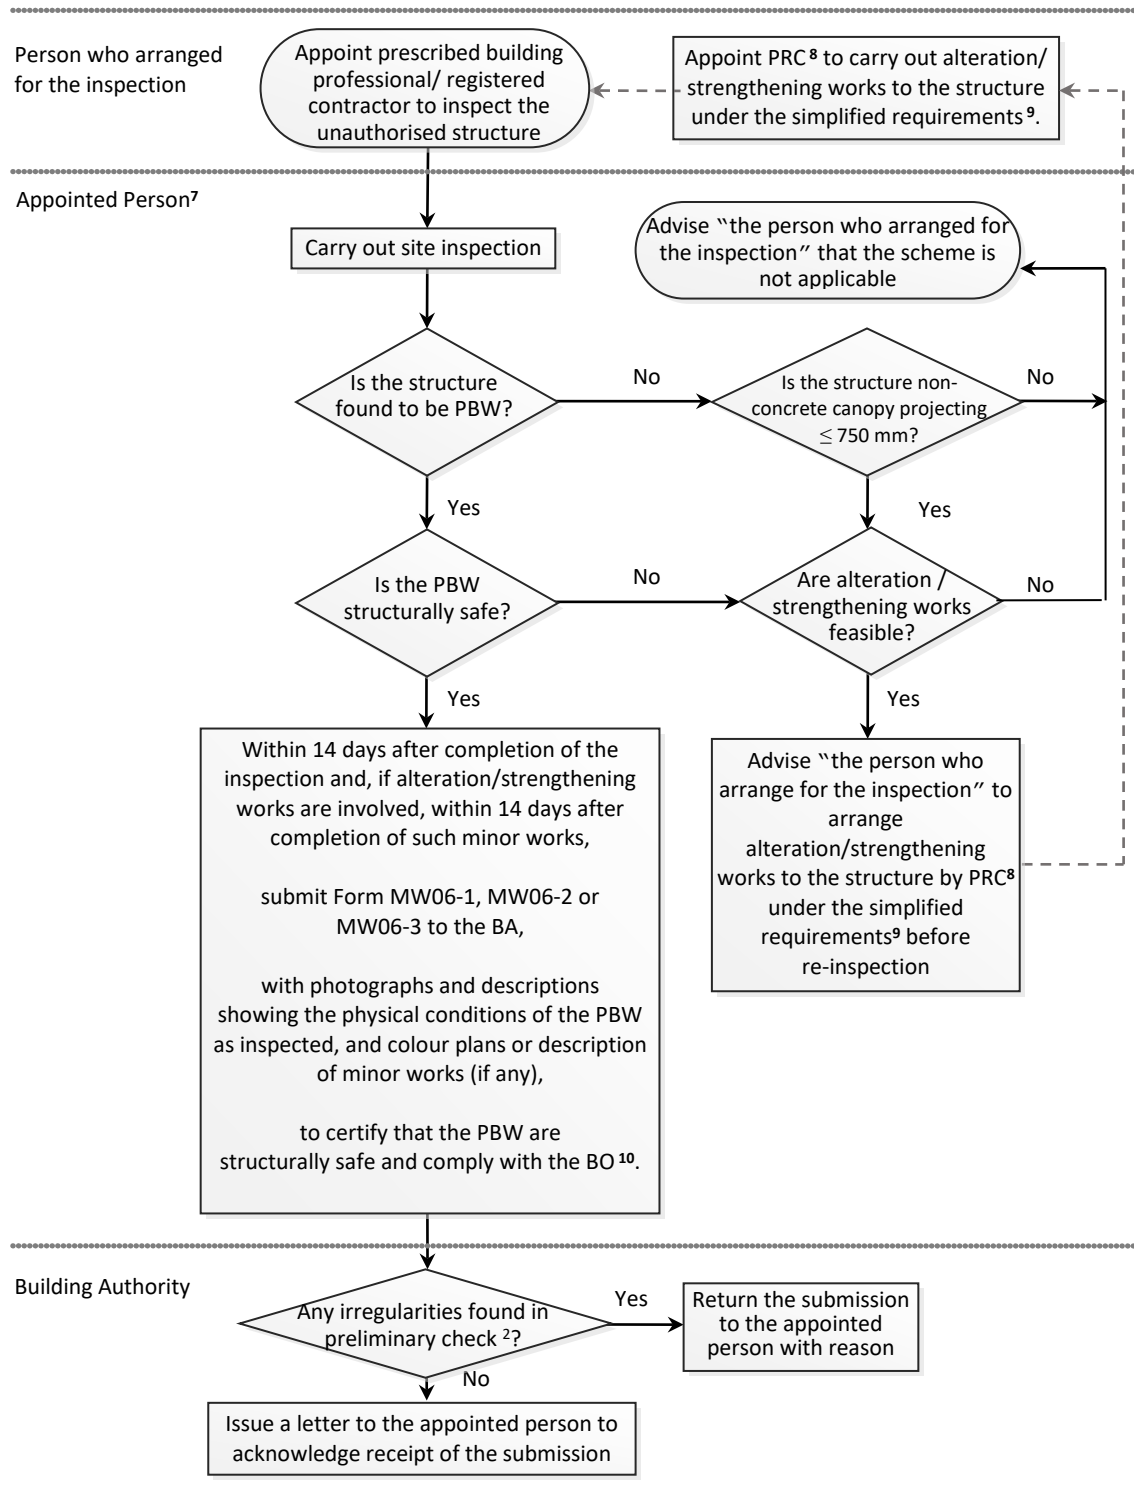 Person who arranged
for the inspection
Appoint prescribed building
professional/ registered
contractor to inspect the
unauthorised structure
Appoint PRC⁸ to carry out alteration/
strengthening works to the structure
under the simplified requirements⁹.
Appointed Person⁷
Carry out site inspection
Advise “the person who arranged for
the inspection” that the scheme is
not applicable
Is the structure
found to be PBW?
No
Is the structure non-
concrete canopy projecting
≤ 750 mm?
No
Yes
Yes
Is the PBW
structurally safe?
No
Are alteration /
strengthening works
feasible?
No
Yes
Yes
Within 14 days after completion of the
inspection and, if alteration/strengthening
works are involved, within 14 days after
completion of such minor works,
submit Form MW06-1, MW06-2 or
MW06-3 to the BA,
with photographs and descriptions
showing the physical conditions of the PBW
as inspected, and colour plans or description
of minor works (if any),
to certify that the PBW are
structurally safe and comply with the BO¹⁰.
Advise “the person who
arrange for the inspection” to
arrange
alteration/strengthening
works to the structure by PRC⁸
under the simplified
requirements⁹ before
re-inspection
Building Authority
Any irregularities found in
preliminary check ²?
Yes
Return the submission
to the appointed
person with reason
No
Issue a letter to the appointed person to
acknowledge receipt of the submission